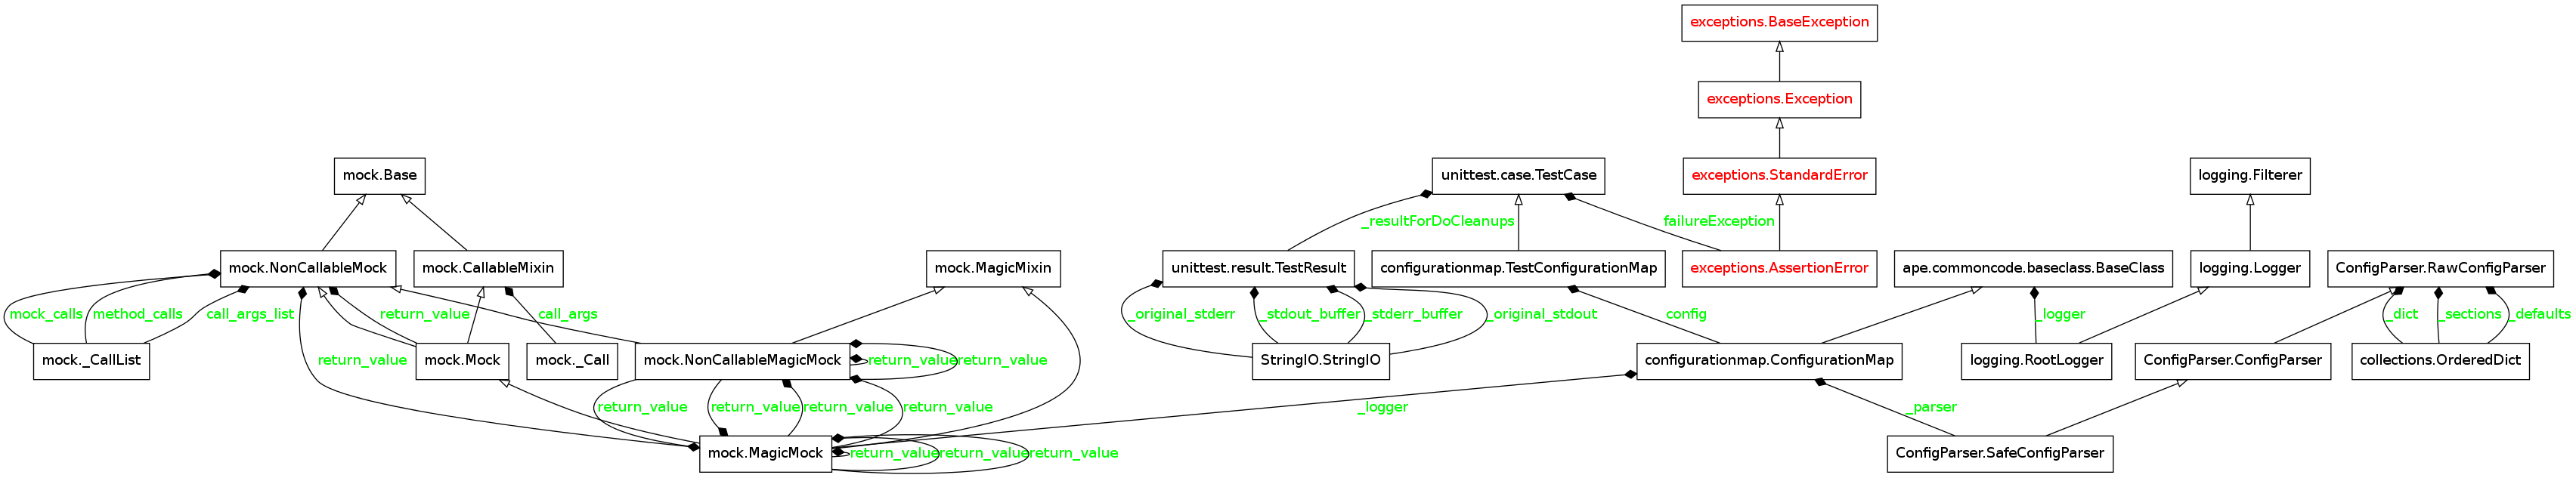 exceptions.BaseException
exceptions.Exception
mock.Base
unittest.case.TestCase
exceptions.StandardError
logging.Filterer
_resultForDoCleanups
failureException
mock.NonCallableMock
mock.CallableMixin
mock.MagicMixin
unittest.result.TestResult
configurationmap.TestConfigurationMap
exceptions.AssertionError
ape.commoncode.baseclass.BaseClass
logging.Logger
ConfigParser.RawConfigParser
mock_calls
method_calls
call_args_list
return_value
call_args
_original_stderr
_stdout_buffer
_stderr_buffer
_original_stdout
config
_logger
_dict
_sections
_defaults
mock._CallList
return_value
mock.Mock
mock._Call
mock.NonCallableMagicMock
return_value
return_value
StringIO.StringIO
configurationmap.ConfigurationMap
logging.RootLogger
ConfigParser.ConfigParser
collections.OrderedDict
return_value
return_value
return_value
return_value
_logger
_parser
mock.MagicMock
return_value
return_value
return_value
ConfigParser.SafeConfigParser